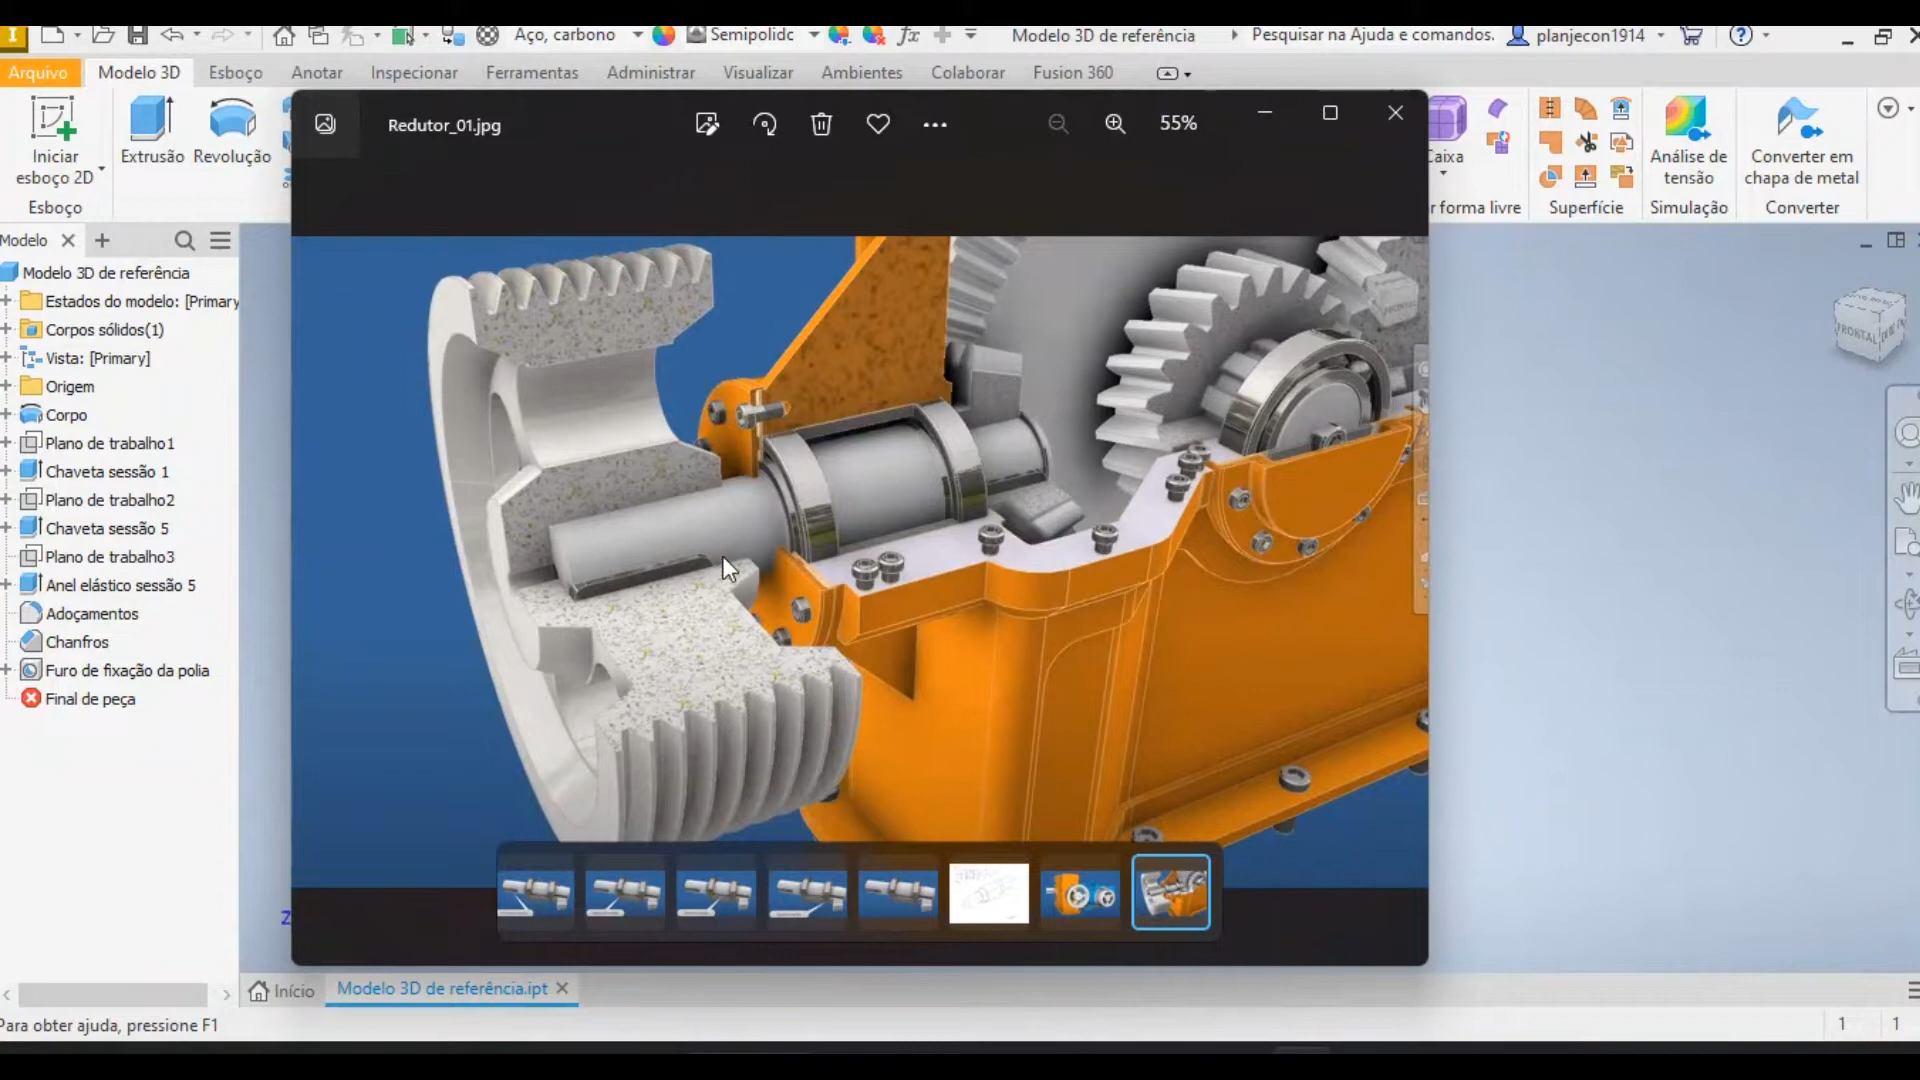 I Aço, carbono Semipolidc fx Modelo 3D de referência Pesquisar na Ajuda e comandos. planjecon1914
Arquivo Modelo 3D Esboço Anotar Inspecionar Ferramentas Administrar Visualizar Ambientes Colaborar Fusion 360
Iniciar
esboço 2D
Extrusão
Revolução
Esboço
Redutor_01.jpg
55%
Caixa
r forma livre
Superfície
Análise de
tensão
Simulação
Converter em
chapa de metal
Converter
Modelo
Modelo 3D de referência
Estados do modelo: [Primary
Corpos sólidos(1)
Vista: [Primary]
Origem
Corpo
Plano de trabalho1
Chaveta sessão 1
Plano de trabalho2
Chaveta sessão 5
Plano de trabalho3
Anel elástico sessão 5
Adoçamentos
Chanfros
Furo de fixação da polia
Final de peça
FRONTAL
FRONTAL
Z
Início
Modelo 3D de referência.ipt
Para obter ajuda, pressione F1
1 1